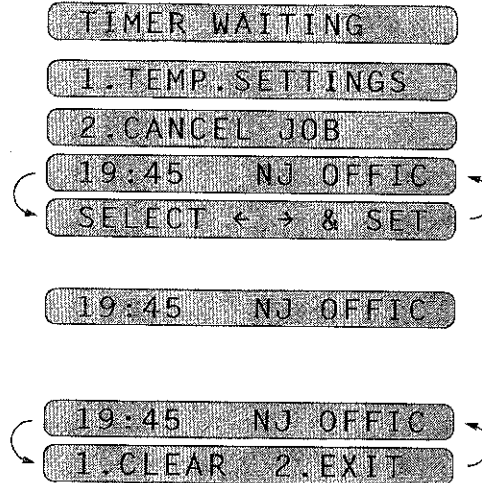 TIMER WAITING
1.TEMP.SETTINGS
2.CANCEL JOB
19:45 NJ OFFIC
SELECT ← → & SET
19:45 NJ OFFIC
19:45 NJ OFFIC
1.CLEAR 2.EXIT